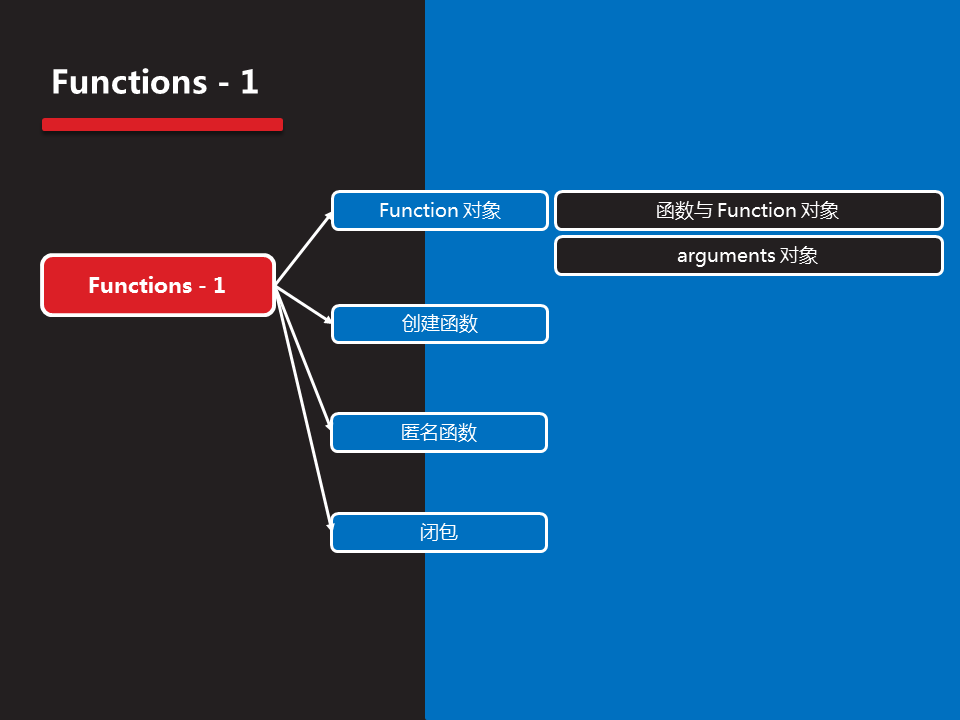 Functions - 1
Functions - 1
Function 对象
函数与 Function 对象
arguments 对象
创建函数
匿名函数
闭包